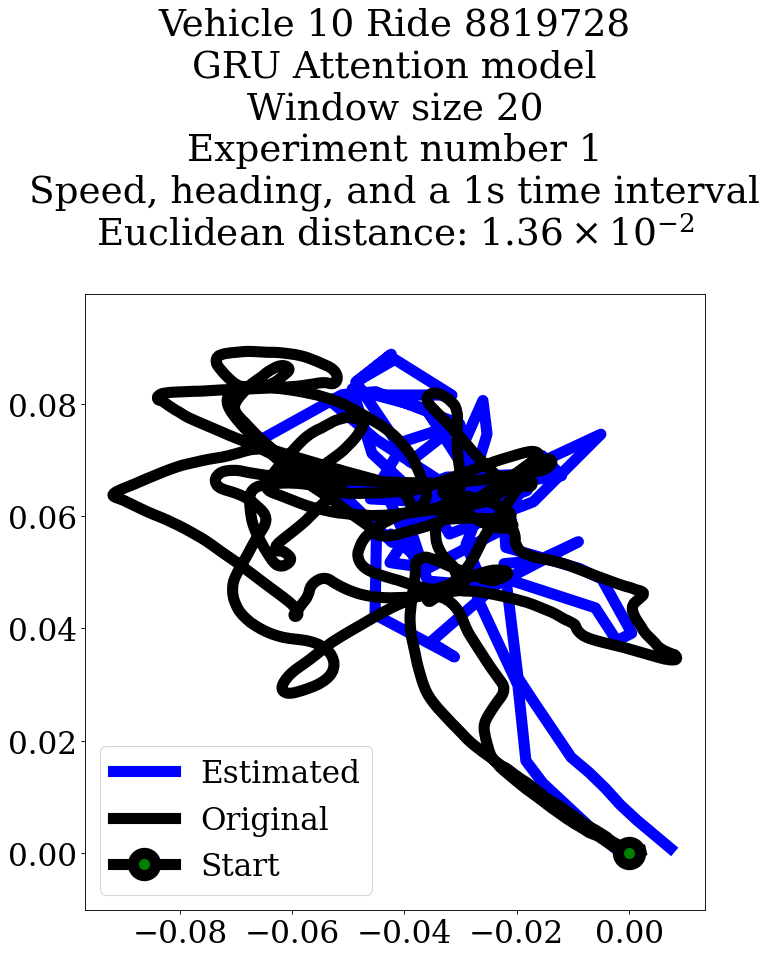 Vehicle 10 Ride 8819728
GRU Attention model
Window size 20
Experiment number 1
Speed, heading, and a 1s time interval
Euclidean distance: 1.36 × 10⁻²
0.08
0.06
0.04
0.02
0.00
Estimated
Original
Start
−0.08 −0.06 −0.04 −0.02 0.00